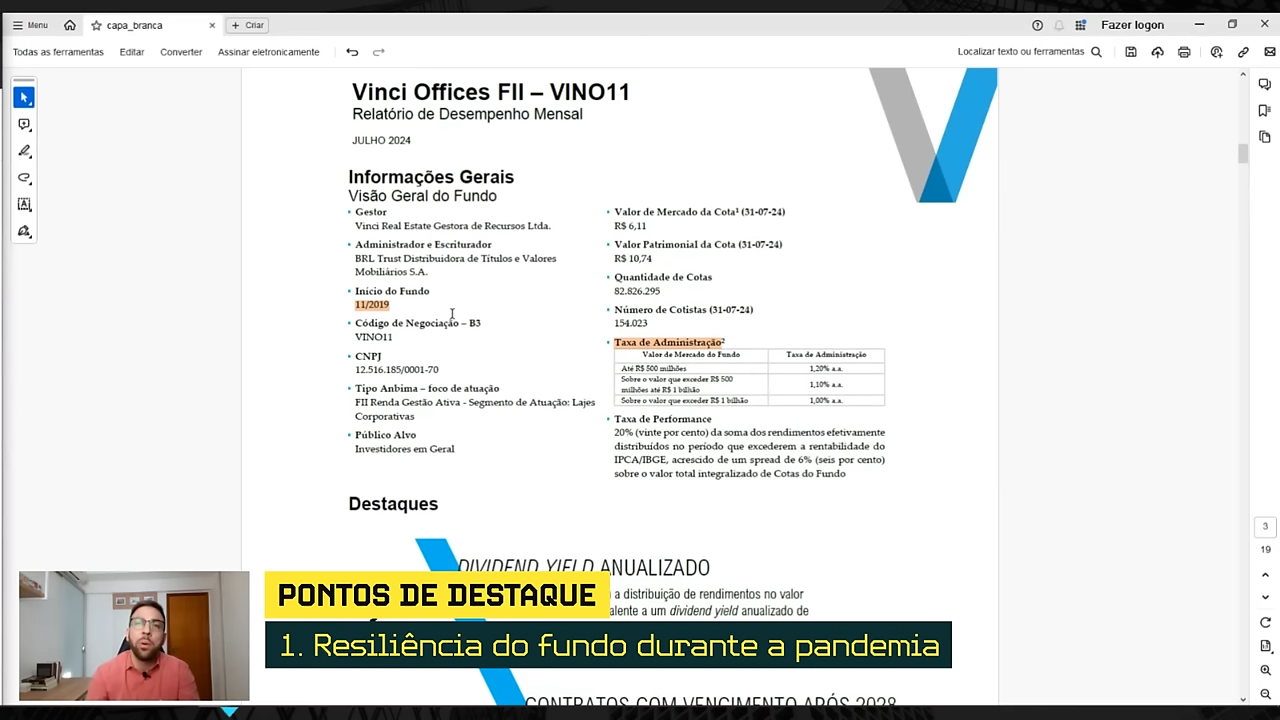 Menu
capa_branca
Criar
Fazer logon
Todas as ferramentas
Editar
Converter
Assinar eletronicamente
Localizar texto ou ferramentas
Vinci Offices FII – VINO11
Relatório de Desempenho Mensal
JULHO 2024
Informações Gerais
Visão Geral do Fundo
Gestor
Vinci Real Estate Gestora de Recursos Ltda.
Administrador e Escriturador
BRL Trust Distribuidora de Títulos e Valores
Mobiliários S.A.
Início do Fundo
11/2019
Código de Negociação – B3
VINO11
CNPJ
12.516.185/0001-70
Tipo Anbima – foco de atuação
FII Renda Gestão Ativa - Segmento de Atuação: Lajes
Corporativas
Público Alvo
Investidores em Geral
Valor de Mercado da Cota¹ (31-07-24)
R$ 6,11
Valor Patrimonial da Cota (31-07-24)
R$ 10,74
Quantidade de Cotas
82.826.295
Número de Cotistas (31-07-24)
154.023
Taxa de Administração²
Valor de Mercado do Fundo Taxa de Administração
Até R$ 500 milhões 1,20% a.a.
Sobre o valor que exceder R$ 500
milhões até R$ 1 bilhão 1,10% a.a.
Sobre o valor que exceder R$ 1 bilhão 1,00% a.a.
Taxa de Performance
20% (vinte por cento) da soma dos rendimentos efetivamente
distribuídos no período que excederem a rentabilidade do
IPCA/IBGE, acrescido de um spread de 6% (seis por cento)
sobre o valor total integralizado de Cotas do Fundo
Destaques
DIVIDEND YIELD ANUALIZADO
a distribuição de rendimentos no valor
alente a um dividend yield anualizado de
CONTRATOS COM VENCIMENTO APÓS 2028
3
19
PONTOS DE DESTAQUE
1. Resiliência do fundo durante a pandemia